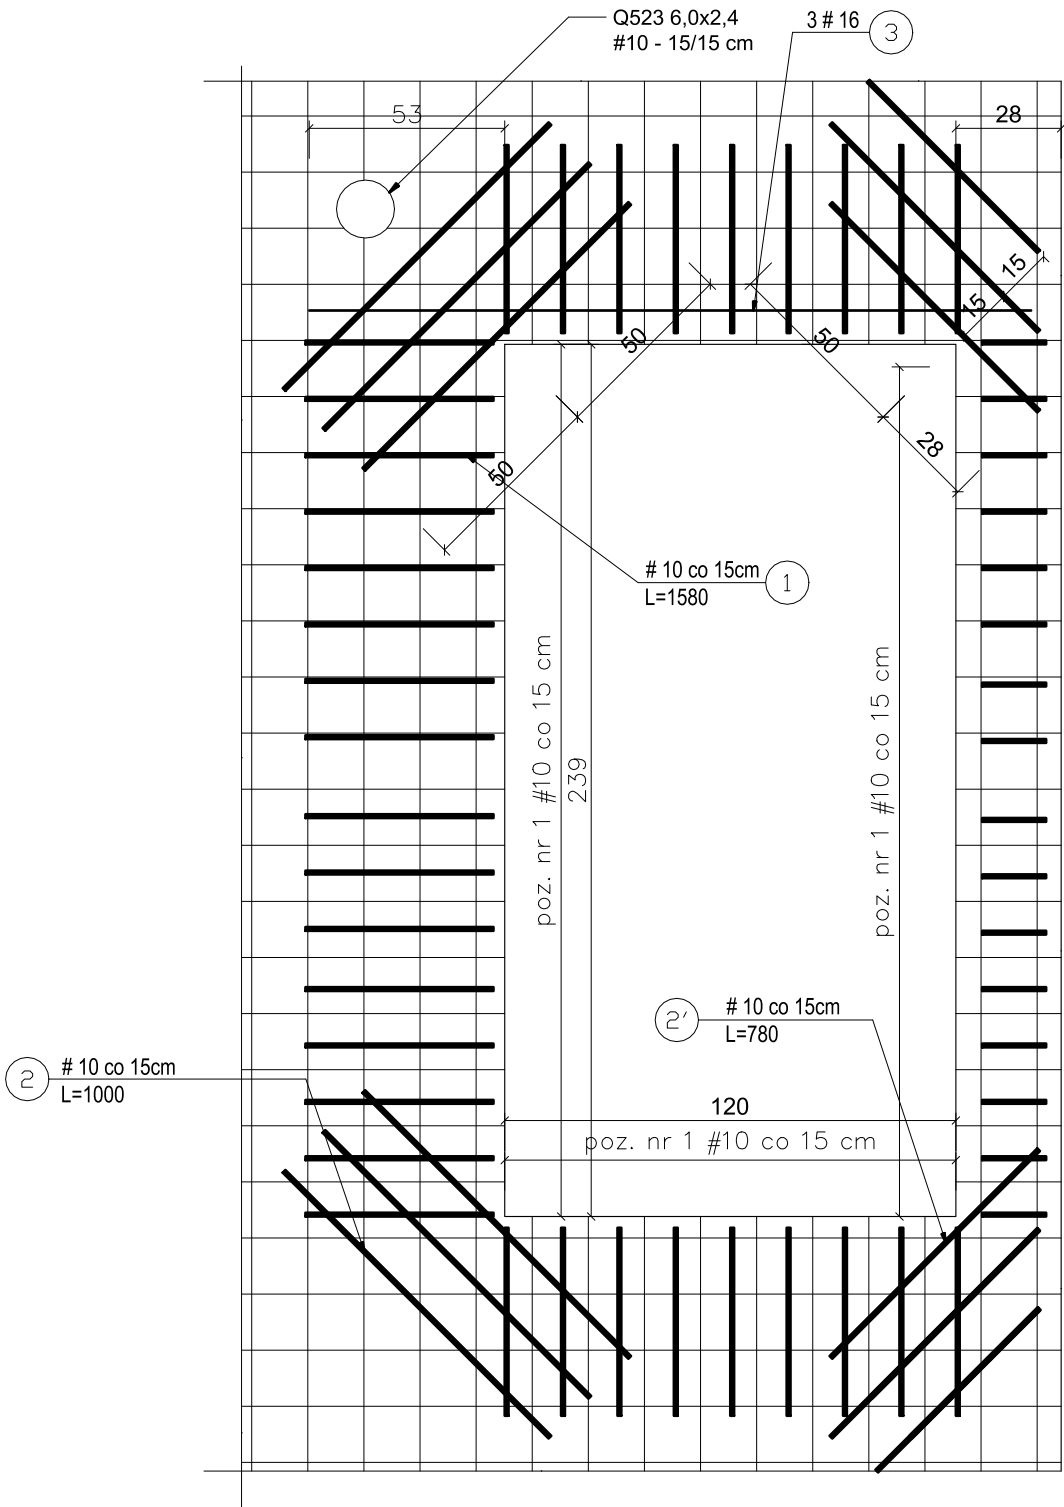 Q523 6,0x2,4
#10 - 15/15 cm
3 # 16
3
53
28
15
15
50
50
28
50
# 10 co 15cm
L=1580
1
poz. nr 1 #10 co 15 cm
239
poz. nr 1 #10 co 15 cm
2'
# 10 co 15cm
L=780
2
# 10 co 15cm
L=1000
120
poz. nr 1 #10 co 15 cm